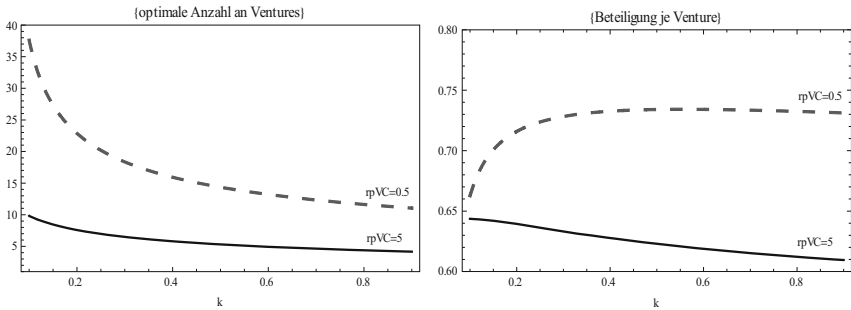 {optimale Anzahl an Ventures}
40
35
30
25
20
15
10
5
rpVC=0.5
rpVC=5
0.2
0.4
0.6
0.8
k
{Beteiligung je Venture}
0.80
0.75
0.70
0.65
0.60
rpVC=0.5
rpVC=5
0.2
0.4
0.6
0.8
k